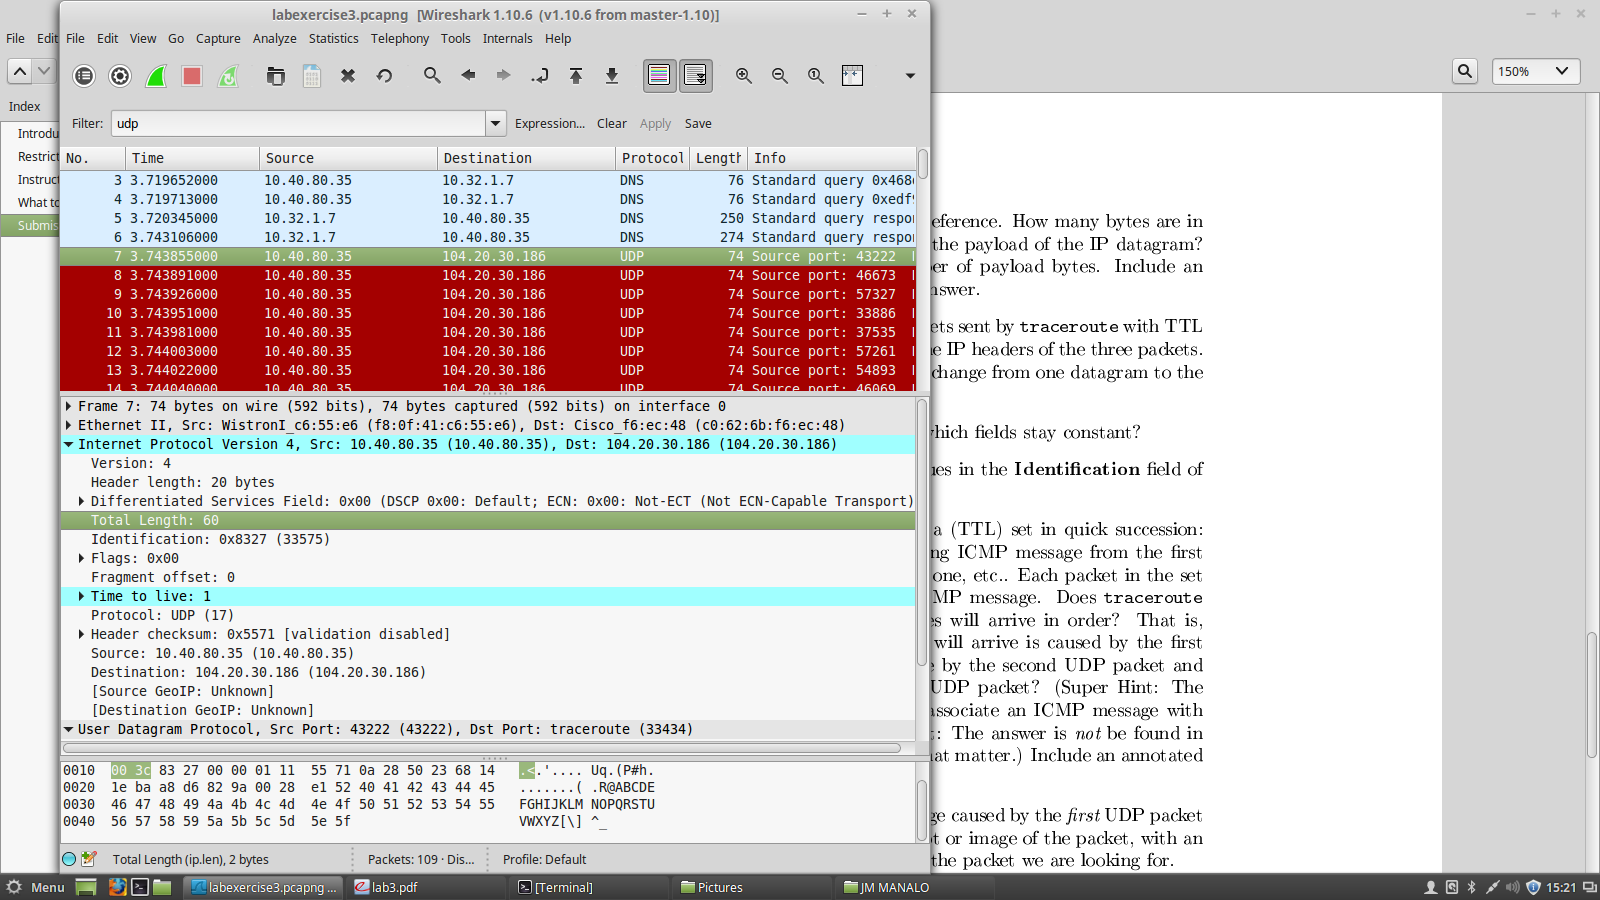 labexercise3.pcapng [Wireshark 1.10.6 (v1.10.6 from master-1.10)]
File Edit
File Edit View Go Capture Analyze Statistics Telephony Tools Internals Help
150%
Index
Introdu
Restrict
Instruct
What to
Submis
Filter: udp Expression... Clear Apply Save
No. Time Source Destination Protocol Length Info
3 3.719652000 10.40.80.35 10.32.1.7 DNS 76 Standard query 0x468
4 3.719713000 10.40.80.35 10.32.1.7 DNS 76 Standard query 0xedf
5 3.720345000 10.32.1.7 10.40.80.35 DNS 250 Standard query respon
6 3.743106000 10.32.1.7 10.40.80.35 DNS 274 Standard query respon
7 3.743855000 10.40.80.35 104.20.30.186 UDP 74 Source port: 43222
8 3.743891000 10.40.80.35 104.20.30.186 UDP 74 Source port: 46673
9 3.743926000 10.40.80.35 104.20.30.186 UDP 74 Source port: 57327
10 3.743951000 10.40.80.35 104.20.30.186 UDP 74 Source port: 33886
11 3.743981000 10.40.80.35 104.20.30.186 UDP 74 Source port: 37535
12 3.744003000 10.40.80.35 104.20.30.186 UDP 74 Source port: 57261
13 3.744022000 10.40.80.35 104.20.30.186 UDP 74 Source port: 54893
14 3.744040000 10.40.80.35 104.20.30.186 UDP 74 Source port: 46069
Frame 7: 74 bytes on wire (592 bits), 74 bytes captured (592 bits) on interface 0
Ethernet II, Src: WistronI_c6:55:e6 (f8:0f:41:c6:55:e6), Dst: Cisco_f6:ec:48 (c0:62:6b:f6:ec:48)
Internet Protocol Version 4, Src: 10.40.80.35 (10.40.80.35), Dst: 104.20.30.186 (104.20.30.186)
Version: 4
Header length: 20 bytes
Differentiated Services Field: 0x00 (DSCP 0x00: Default; ECN: 0x00: Not-ECT (Not ECN-Capable Transport)
Total Length: 60
Identification: 0x8327 (33575)
Flags: 0x00
Fragment offset: 0
Time to live: 1
Protocol: UDP (17)
Header checksum: 0x5571 [validation disabled]
Source: 10.40.80.35 (10.40.80.35)
Destination: 104.20.30.186 (104.20.30.186)
[Source GeoIP: Unknown]
[Destination GeoIP: Unknown]
User Datagram Protocol, Src Port: 43222 (43222), Dst Port: traceroute (33434)
0010 00 3c 83 27 00 00 01 11 55 71 0a 28 50 23 68 14 .<.'.... Uq.(P#h.
0020 1e ba a8 d6 82 9a 00 28 e1 52 40 41 42 43 44 45 .......( .R@ABCDE
0030 46 47 48 49 4a 4b 4c 4d 4e 4f 50 51 52 53 54 55 FGHIJKLM NOPQRSTU
0040 56 57 58 59 5a 5b 5c 5d 5e 5f VWXYZ[\] ^_
Total Length (ip.len), 2 bytes Packets: 109 · Dis... Profile: Default
eference. How many bytes are in
the payload of the IP datagram?
er of payload bytes. Include an
nswer.
ets sent by traceroute with TTL
e IP headers of the three packets.
change from one datagram to the
which fields stay constant?
ues in the Identification field of
a (TTL) set in quick succession:
ng ICMP message from the first
one, etc.. Each packet in the set
MP message. Does traceroute
es will arrive in order? That is,
will arrive is caused by the first
e by the second UDP packet and
UDP packet? (Super Hint: The
associate an ICMP message with
t: The answer is not be found in
hat matter.) Include an annotated
ge caused by the first UDP packet
ot or image of the packet, with an
the packet we are looking for.
Menu labexercise3.pcapng ... lab3.pdf [Terminal] Pictures JM MANALO 15:21